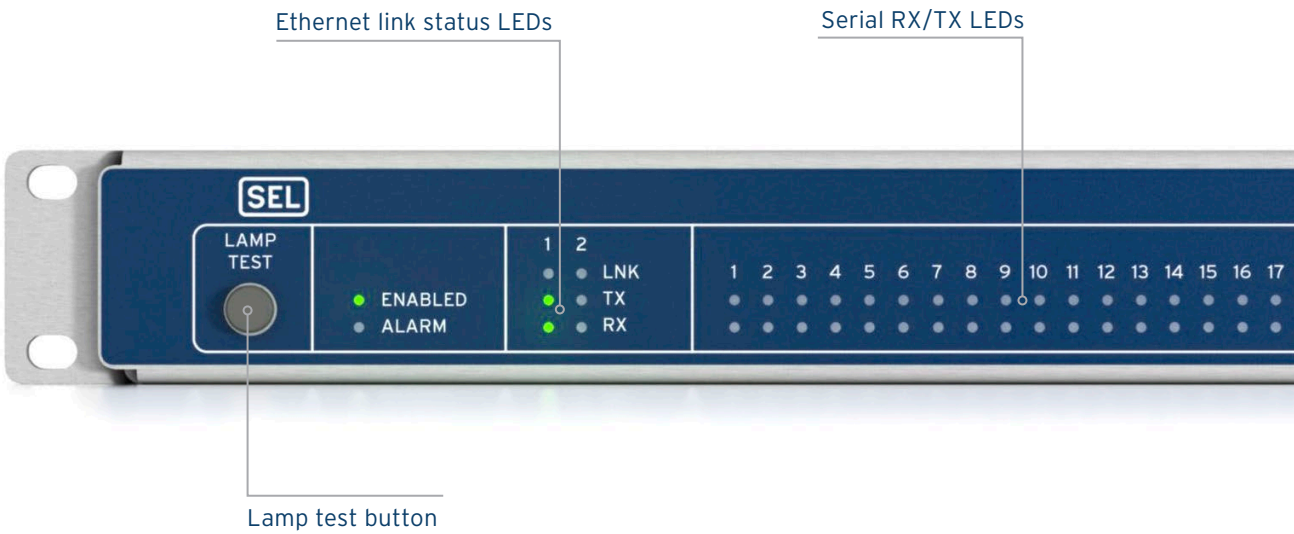 Ethernet link status LEDs
Serial RX/TX LEDs
SEL
LAMP
TEST
ENABLED
ALARM
1 2
LNK
TX
RX
1 2 3 4 5 6 7 8 9 10 11 12 13 14 15 16 17
Lamp test button